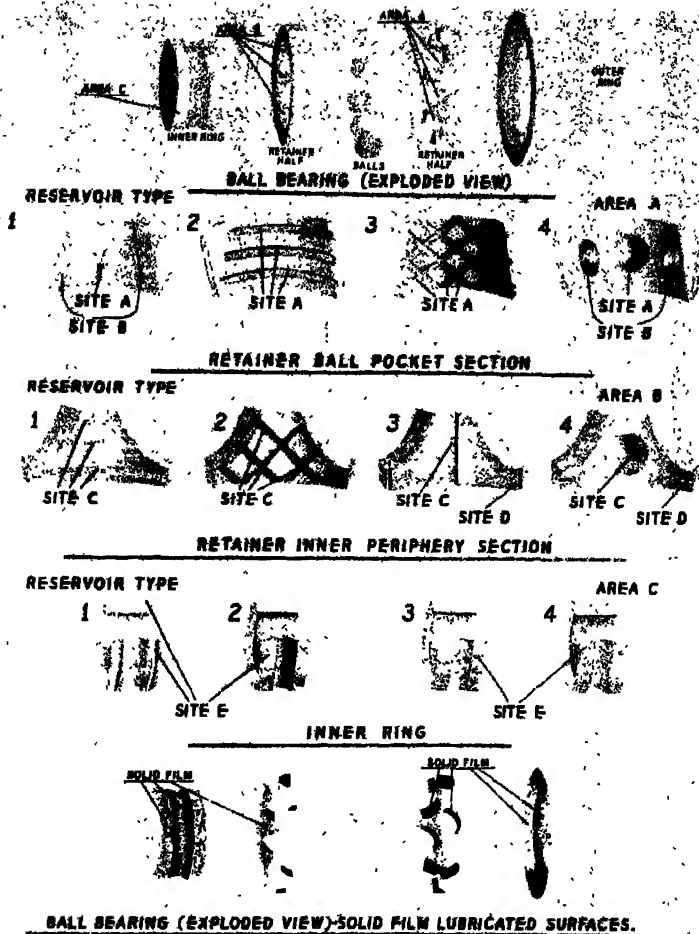 AREA B
AREA A
AREA C
OUTER RING
INNER RING
RETAINER HALF
BALLS
RETAINER HALF
BALL BEARING (EXPLODED VIEW)
RESERVOIR TYPE
AREA A
1 2 3 4
SITE A SITE A SITE A SITE A
SITE B SITE B
RETAINER BALL POCKET SECTION
RESERVOIR TYPE
AREA B
1 2 3 4
SITE C SITE C SITE C SITE C
SITE D SITE D
RETAINER INNER PERIPHERY SECTION
RESERVOIR TYPE
AREA C
1 2 3 4
SITE E SITE E
INNER RING
SOLID FILM SOLID FILM
BALL BEARING (EXPLODED VIEW)-SOLID FILM LUBRICATED SURFACES.